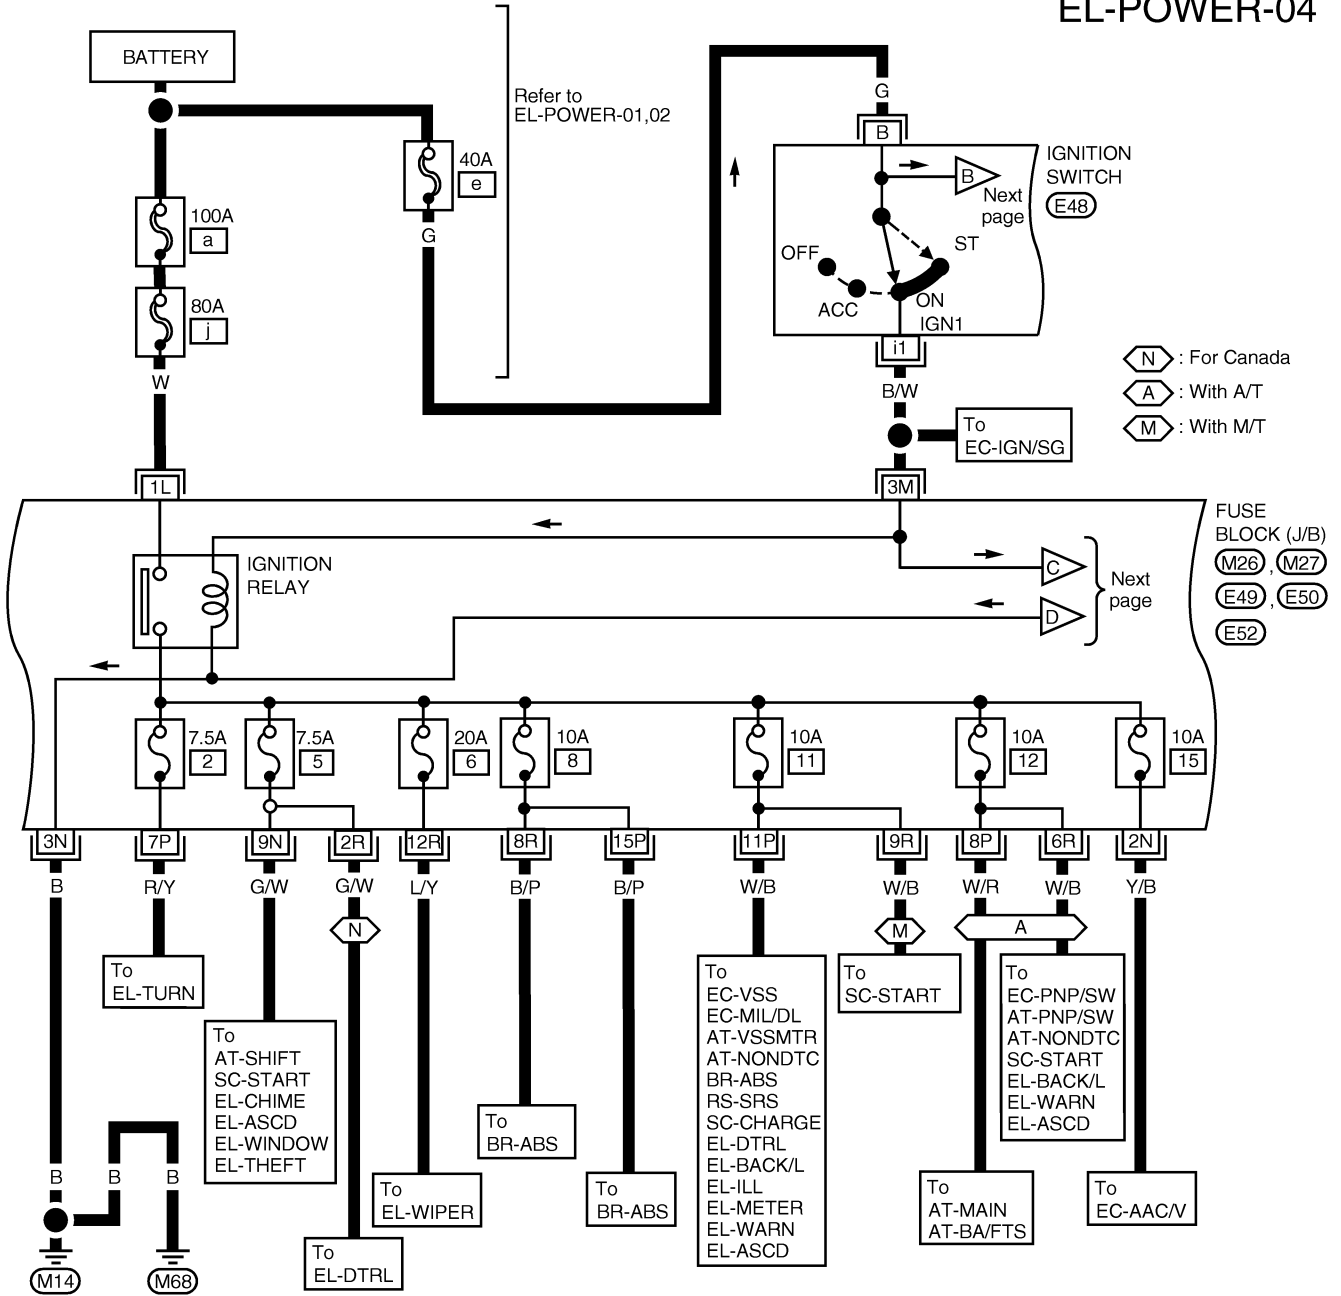 EL-POWER-04
BATTERY
Refer to
EL-POWER-01,02
40A
e
G
100A
a
80A
j
W
1L
G
B
IGNITION
SWITCH
E48
B
Next
page
ST
OFF
ACC
ON
IGN1
i1
B/W
To
EC-IGN/SG
3M
N : For Canada
A : With A/T
M : With M/T
FUSE
BLOCK (J/B)
M26 , M27
E49 , E50
E52
IGNITION
RELAY
C
D
Next
page
7.5A
2
7.5A
5
20A
6
10A
8
10A
11
10A
12
10A
15
3N 7P 9N 2R 12R 8R 15P 11P 9R 8P 6R 2N
B R/Y G/W G/W L/Y B/P B/P W/B W/B W/R W/B Y/B
N
M
A
To
EL-TURN
To
AT-SHIFT
SC-START
EL-CHIME
EL-ASCD
EL-WINDOW
EL-THEFT
To
EL-DTRL
To
EL-WIPER
To
BR-ABS
To
BR-ABS
To
EC-VSS
EC-MIL/DL
AT-VSSMTR
AT-NONDTC
BR-ABS
RS-SRS
SC-CHARGE
EL-DTRL
EL-BACK/L
EL-ILL
EL-METER
EL-WARN
EL-ASCD
To
SC-START
To
AT-MAIN
AT-BA/FTS
To
EC-PNP/SW
AT-PNP/SW
AT-NONDTC
SC-START
EL-BACK/L
EL-WARN
EL-ASCD
To
EC-AAC/V
B B B
M14 M68